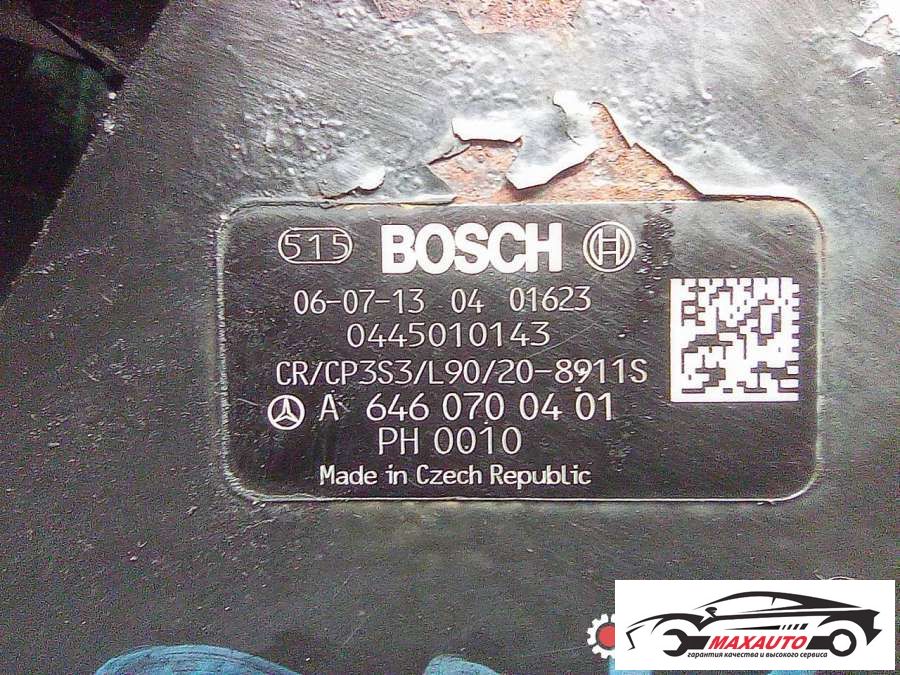 515 BOSCH
06-07-13 04 01623
0445010143
CR/CP3S3/L90/20-8911S
A 646 070 04 01
PH 0010
Made in Czech Republic
MAXAUTO
гарантия качества и высокого сервиса